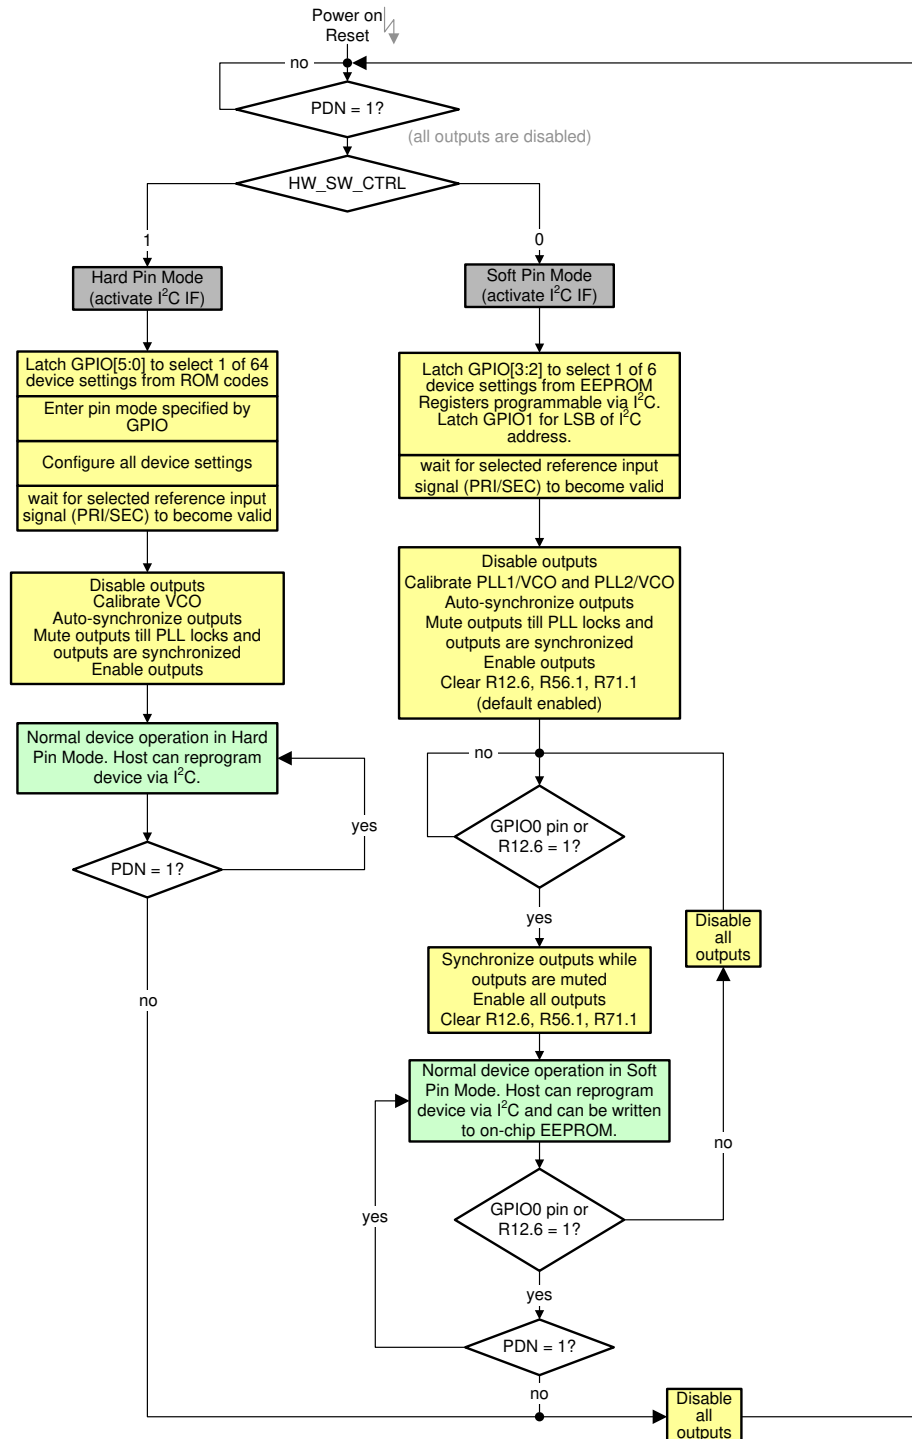 Power on
Reset
no
PDN = 1?
(all outputs are disabled)
HW_SW_CTRL
1
0
Hard Pin Mode
(activate I²C IF)
Soft Pin Mode
(activate I²C IF)
Latch GPIO[5:0] to select 1 of 64
device settings from ROM codes
Enter pin mode specified by
GPIO
Configure all device settings
wait for selected reference input
signal (PRI/SEC) to become valid
Latch GPIO[3:2] to select 1 of 6
device settings from EEPROM
Registers programmable via I²C.
Latch GPIO1 for LSB of I²C
address.
wait for selected reference input
signal (PRI/SEC) to become valid
Disable outputs
Calibrate VCO
Auto-synchronize outputs
Mute outputs till PLL locks and
outputs are synchronized
Enable outputs
Disable outputs
Calibrate PLL1/VCO and PLL2/VCO
Auto-synchronize outputs
Mute outputs till PLL locks and
outputs are synchronized
Enable outputs
Clear R12.6, R56.1, R71.1
(default enabled)
Normal device operation in Hard
Pin Mode. Host can reprogram
device via I²C.
yes
PDN = 1?
no
no
GPIO0 pin or
R12.6 = 1?
yes
Disable
all
outputs
Synchronize outputs while
outputs are muted
Enable all outputs
Clear R12.6, R56.1, R71.1
Normal device operation in Soft
Pin Mode. Host can reprogram
device via I²C and can be written
to on-chip EEPROM.
no
GPIO0 pin or
R12.6 = 1?
yes
yes
PDN = 1?
no
Disable
all
outputs